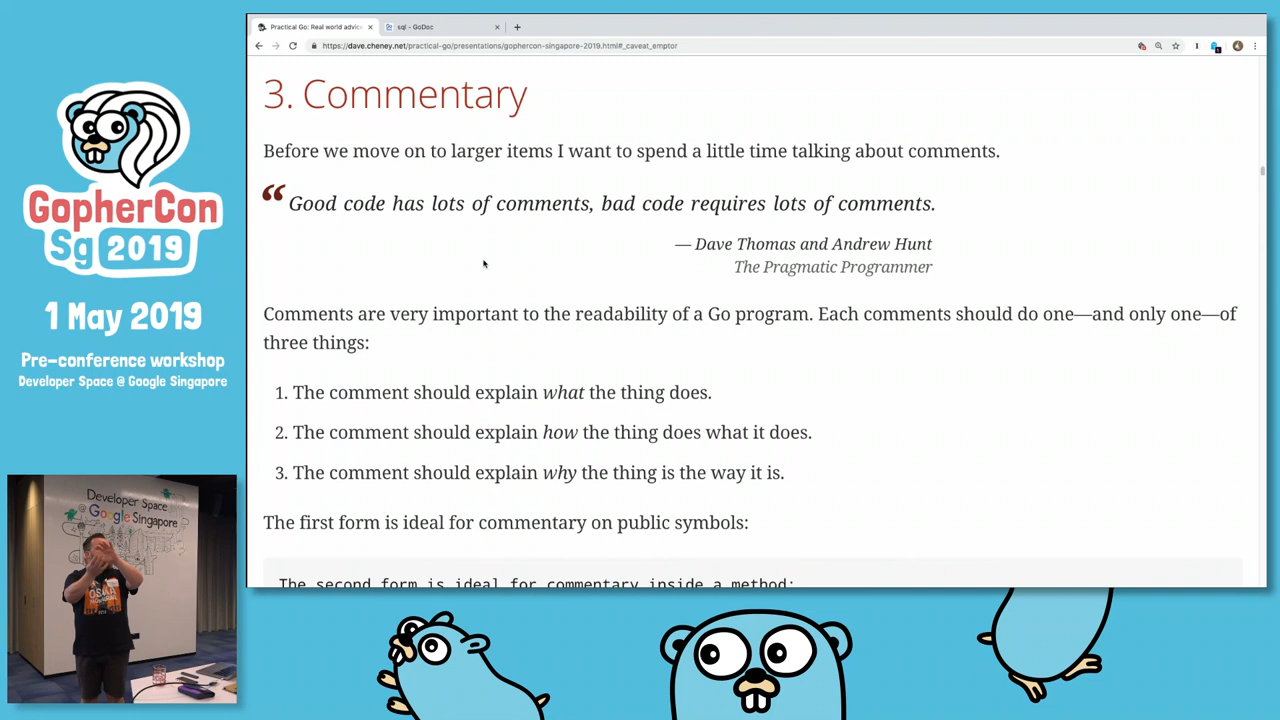 Practical Go: Real world advic
sql - GoDoc
https://dave.cheney.net/practical-go/presentations/gophercon-singapore-2019.html#_caveat_emptor
3. Commentary
Before we move on to larger items I want to spend a little time talking about comments.
“ Good code has lots of comments, bad code requires lots of comments.
— Dave Thomas and Andrew Hunt
The Pragmatic Programmer
Comments are very important to the readability of a Go program. Each comments should do one—and only one—of
three things:
1. The comment should explain what the thing does.
2. The comment should explain how the thing does what it does.
3. The comment should explain why the thing is the way it is.
The first form is ideal for commentary on public symbols:
The second form is ideal for commentary inside a method:
GopherCon
Sg 2019
1 May 2019
Pre-conference workshop
Developer Space @ Google Singapore
Developer Space
@ Google Singapore